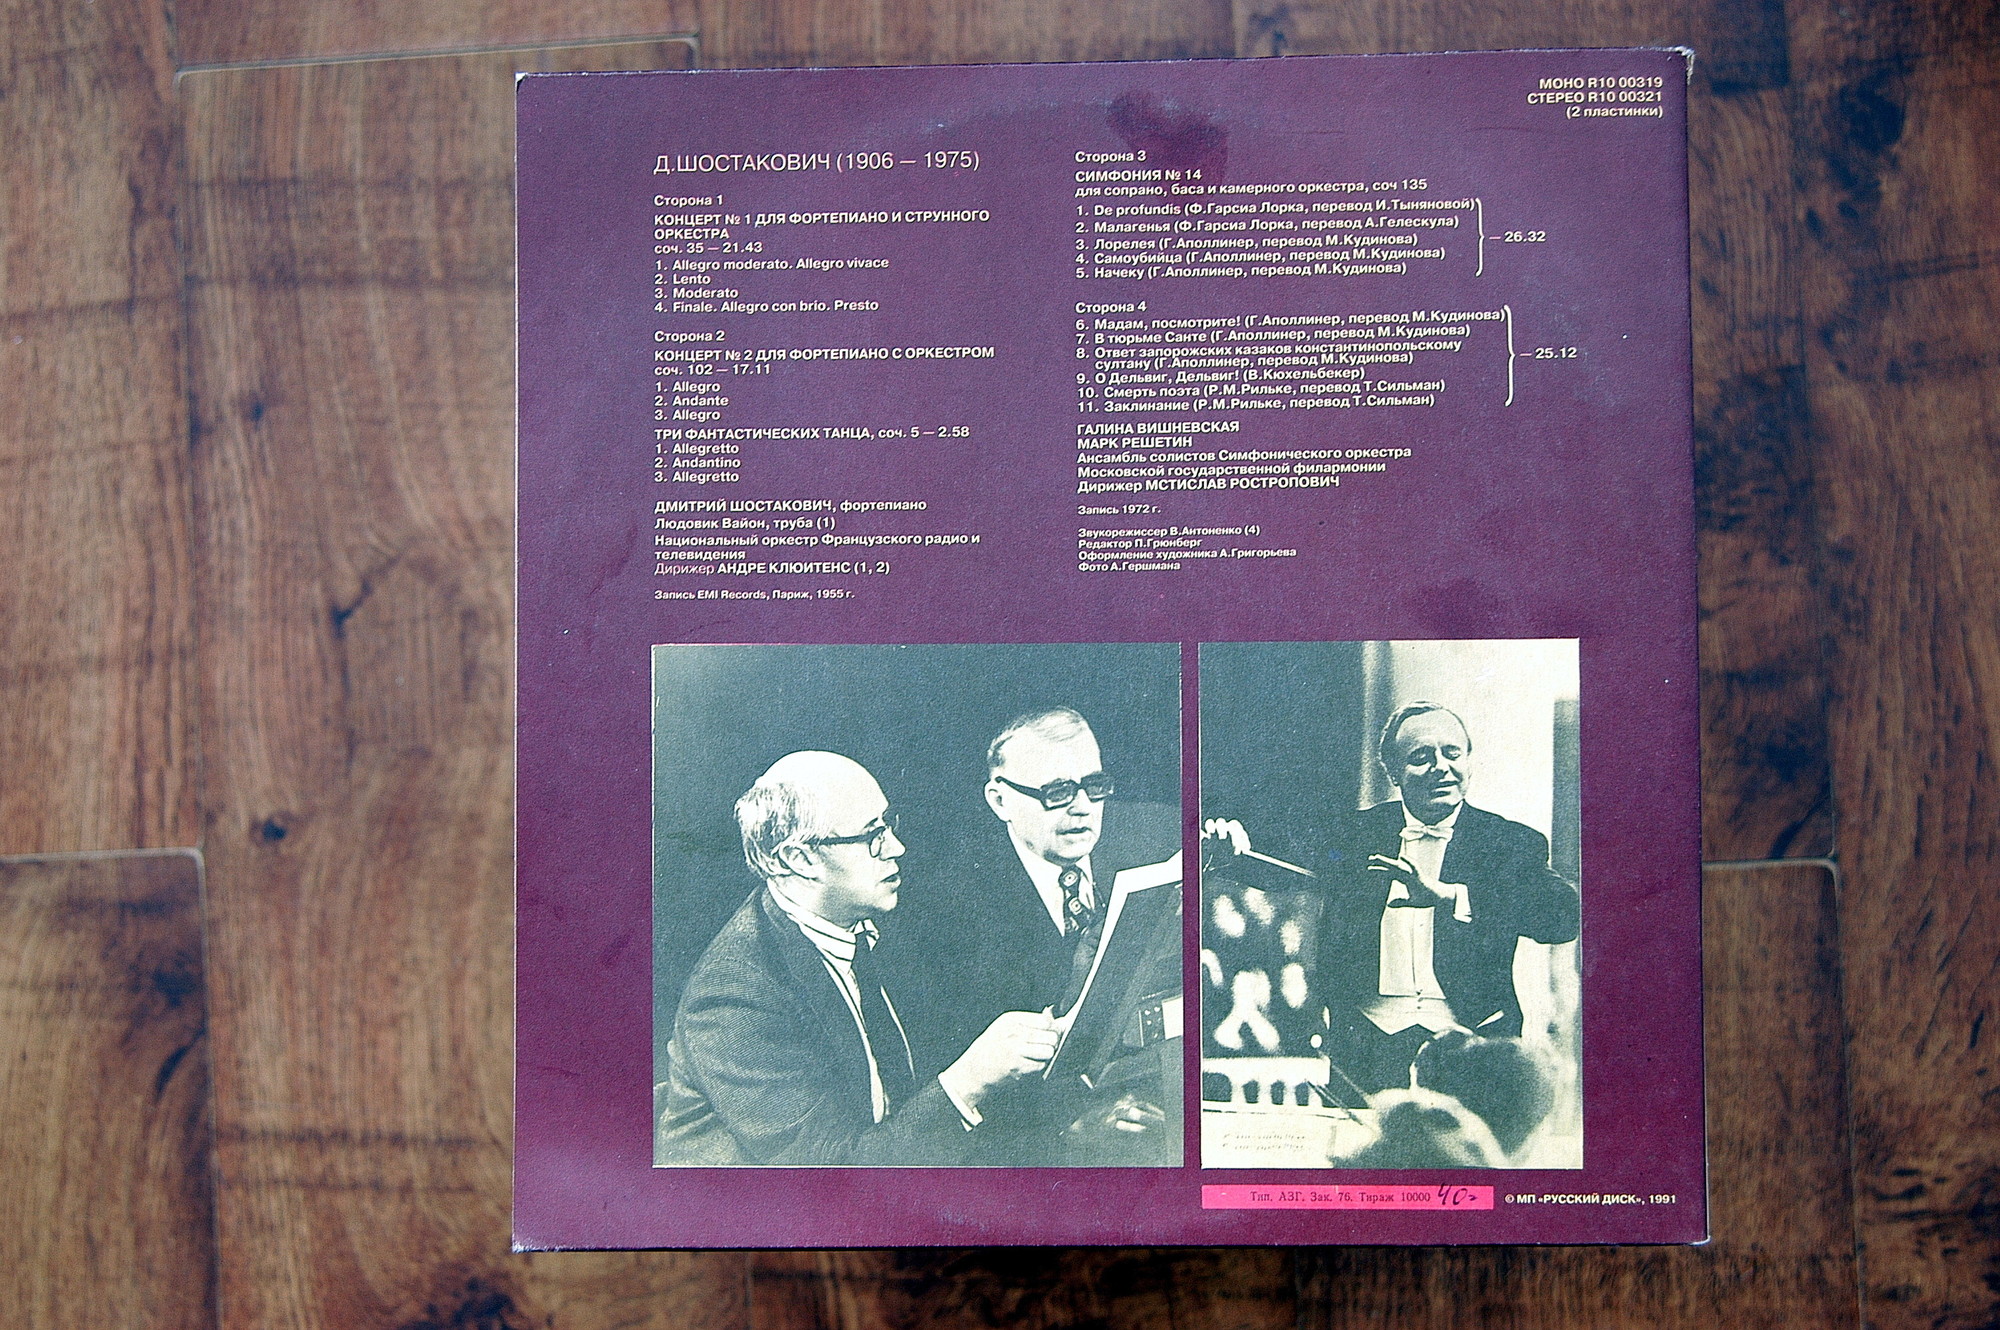 МОНО R10 00319
СТЕРЕО R10 00321
(2 пластинки)
Д.ШОСТАКОВИЧ (1906 — 1975)
Сторона 1
КОНЦЕРТ № 1 ДЛЯ ФОРТЕПИАНО И СТРУННОГО
ОРКЕСТРА
соч. 35 — 21.43
1. Allegro moderato. Allegro vivace
2. Lento
3. Moderato
4. Finale. Allegro con brio. Presto
Сторона 2
КОНЦЕРТ № 2 ДЛЯ ФОРТЕПИАНО С ОРКЕСТРОМ
соч. 102 — 17.11
1. Allegro
2. Andante
3. Allegro
ТРИ ФАНТАСТИЧЕСКИХ ТАНЦА, соч. 5 — 2.58
1. Allegretto
2. Andantino
3. Allegretto
ДМИТРИЙ ШОСТАКОВИЧ, фортепиано
Людовик Вайон, труба (1)
Национальный оркестр Французского радио и
телевидения
Дирижер АНДРЕ КЛЮИТЕНС (1, 2)
Запись EMI Records, Париж, 1955 г.
Сторона 3
СИМФОНИЯ № 14
для сопрано, баса и камерного оркестра, соч 135
1. De profundis (Ф.Гарсиа Лорка, перевод И.Тыняновой)
2. Малагенья (Ф.Гарсиа Лорка, перевод А.Гелескула)
3. Лорелея (Г.Аполлинер, перевод М.Кудинова) — 26.32
4. Самоубийца (Г.Аполлинер, перевод М.Кудинова)
5. Начеку (Г.Аполлинер, перевод М.Кудинова)
Сторона 4
6. Мадам, посмотрите! (Г.Аполлинер, перевод М.Кудинова)
7. В тюрьме Санте (Г.Аполлинер, перевод М.Кудинова)
8. Ответ запорожских казаков константинопольскому
султану (Г.Аполлинер, перевод М.Кудинова) — 25.12
9. О Дельвиг, Дельвиг! (В.Кюхельбекер)
10. Смерть поэта (Р.М.Рильке, перевод Т.Сильман)
11. Заклинание (Р.М.Рильке, перевод Т.Сильман)
ГАЛИНА ВИШНЕВСКАЯ
МАРК РЕШЕТИН
Ансамбль солистов Симфонического оркестра
Московской государственной филармонии
Дирижер МСТИСЛАВ РОСТРОПОВИЧ
Запись 1972 г.
Звукорежиссер В.Антоненко (4)
Редактор П.Грюнберг
Оформление художника А.Григорьева
Фото А.Гершмана
Тип. АЗГ. Зак. 76. Тираж 10000 40=
© МП «РУССКИЙ ДИСК», 1991